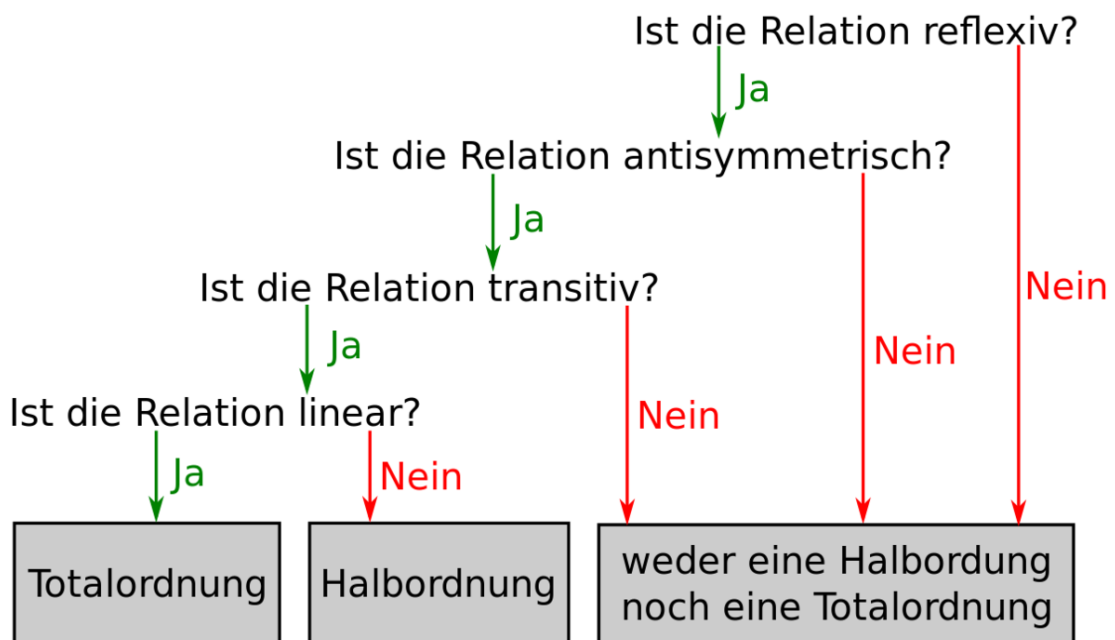 Ist die Relation reflexiv?
Ja
Ist die Relation antisymmetrisch?
Ja
Ist die Relation transitiv?
Nein
Ja
Nein
Ist die Relation linear?
Nein
Ja
Nein
Totalordnung
Halbordnung
weder eine Halbordung
noch eine Totalordnung